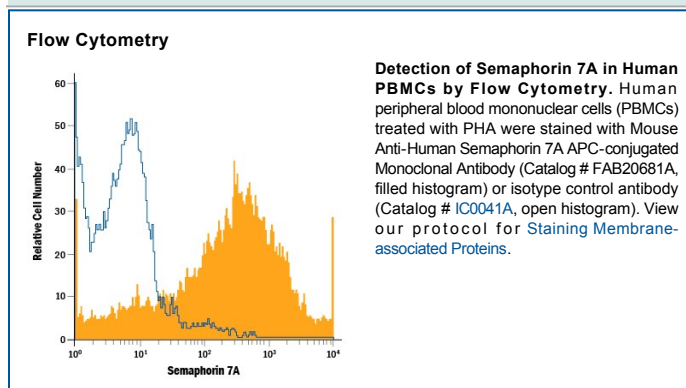 Flow Cytometry
60
50
40
30
20
10
0
Relative Cell Number
10⁰
10¹
10²
10³
10⁴
Semaphorin 7A
Detection of Semaphorin 7A in Human
PBMCs by Flow Cytometry. Human
peripheral blood mononuclear cells (PBMCs)
treated with PHA were stained with Mouse
Anti-Human Semaphorin 7A APC-conjugated
Monoclonal Antibody (Catalog # FAB20681A,
filled histogram) or isotype control antibody
(Catalog # IC0041A, open histogram). View
our protocol for Staining Membrane-
associated Proteins.